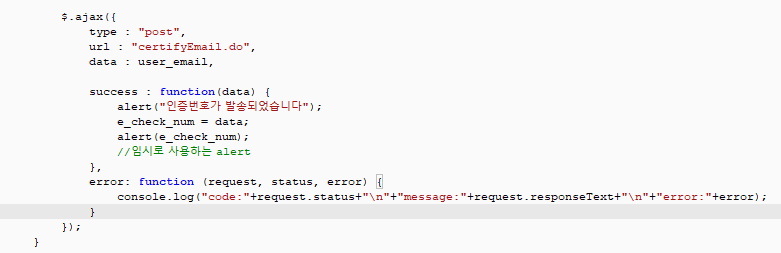 $.ajax({
type : "post",
url : "certifyEmail.do",
data : user_email,
success : function(data) {
alert("인증번호가 발송되었습니다");
e_check_num = data;
alert(e_check_num);
//임시로 사용하는 alert
},
error: function (request, status, error) {
console.log("code:"+request.status+"\n"+"message:"+request.responseText+"\n"+"error:"+error);
}
});
}